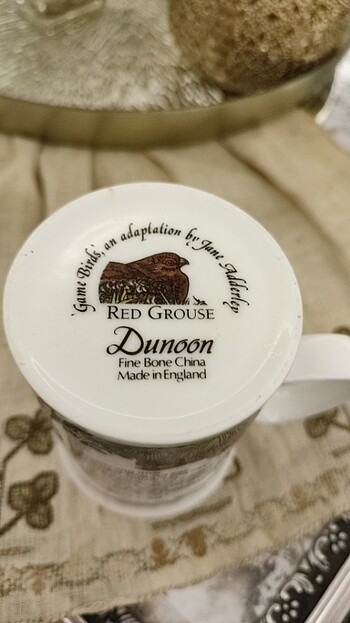 'Game Birds', an adaptation by Jane Adderley
RED GROUSE
Dunoon
Fine Bone China
Made in England